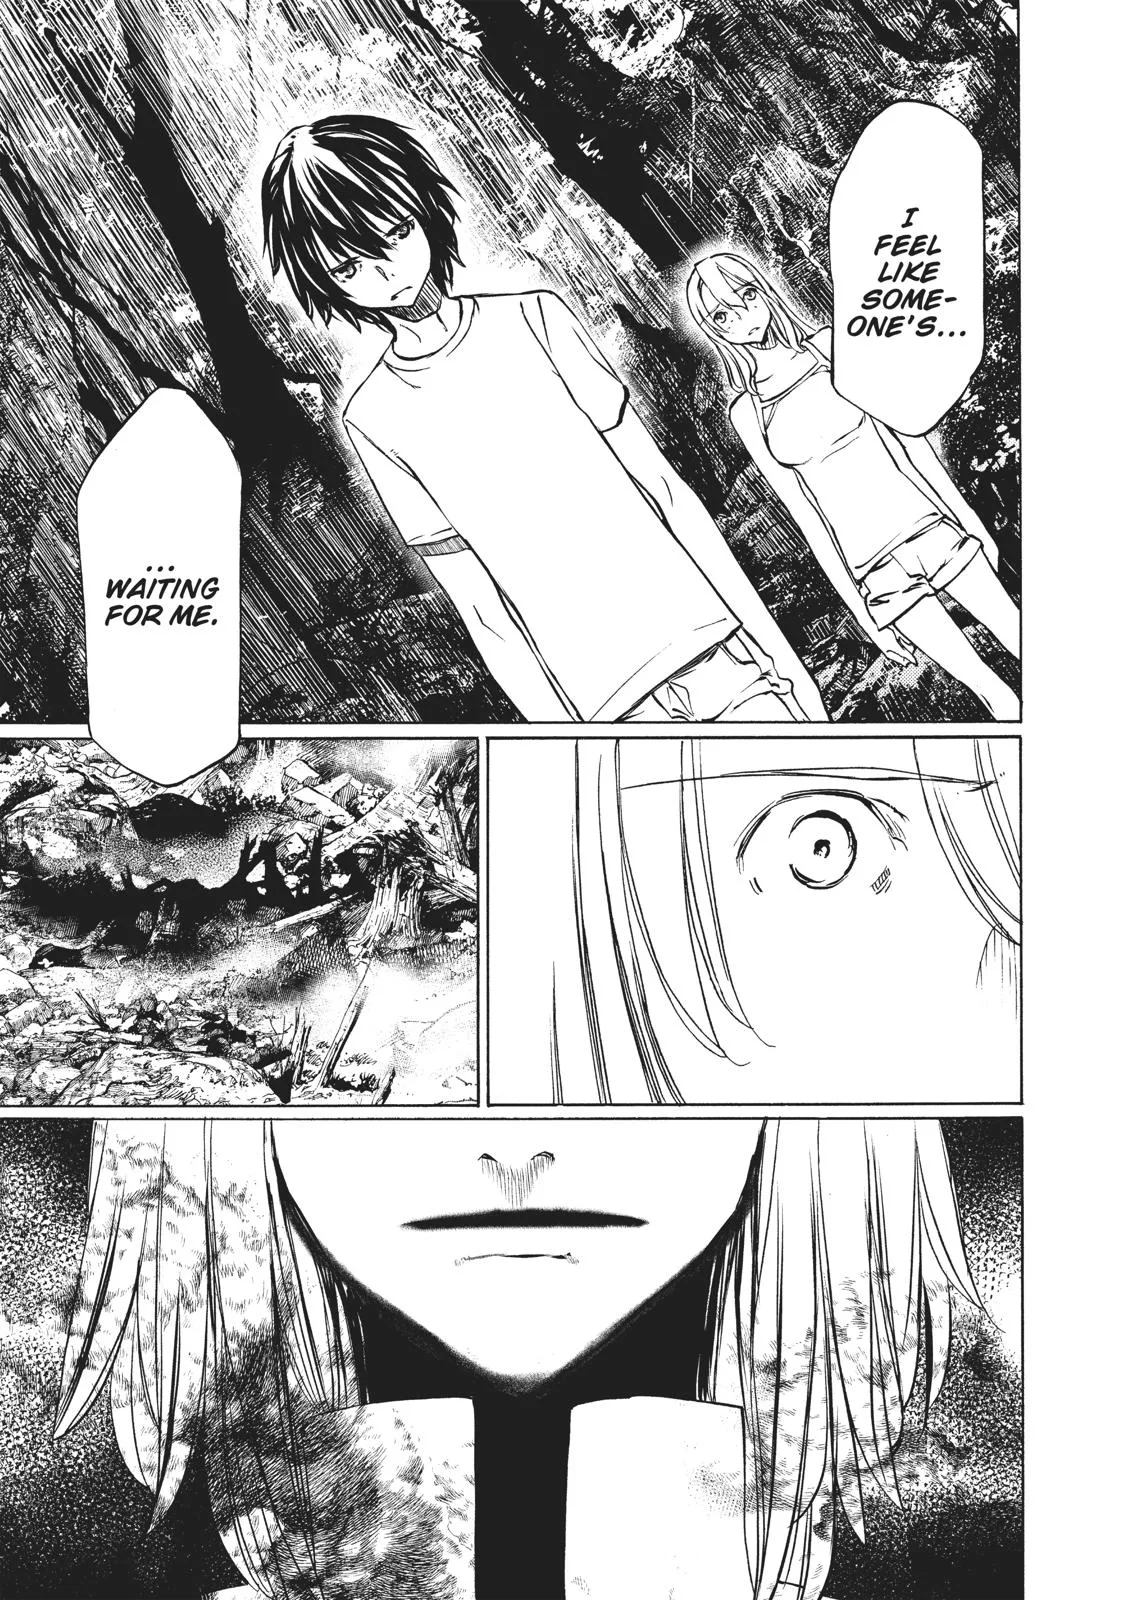 I
FEEL
LIKE
SOME-
ONE'S...
...
WAITING
FOR ME.